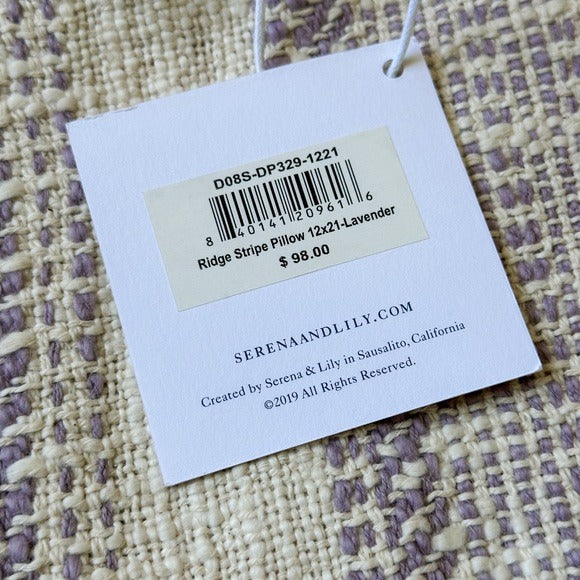 D08S-DP329-1221
8 40141 20961 6
Ridge Stripe Pillow 12x21-Lavender
$ 98.00
SERENAANDLILY.COM
Created by Serena & Lily in Sausalito, California
©2019 All Rights Reserved.